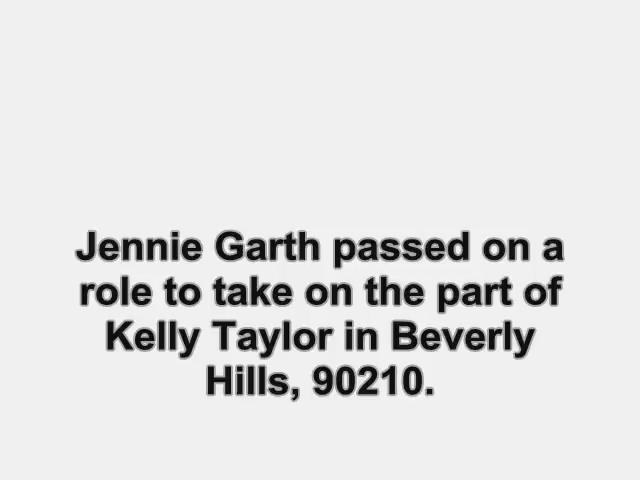 Jennie Garth passed on a
role to take on the part of
Kelly Taylor in Beverly
Hills, 90210.